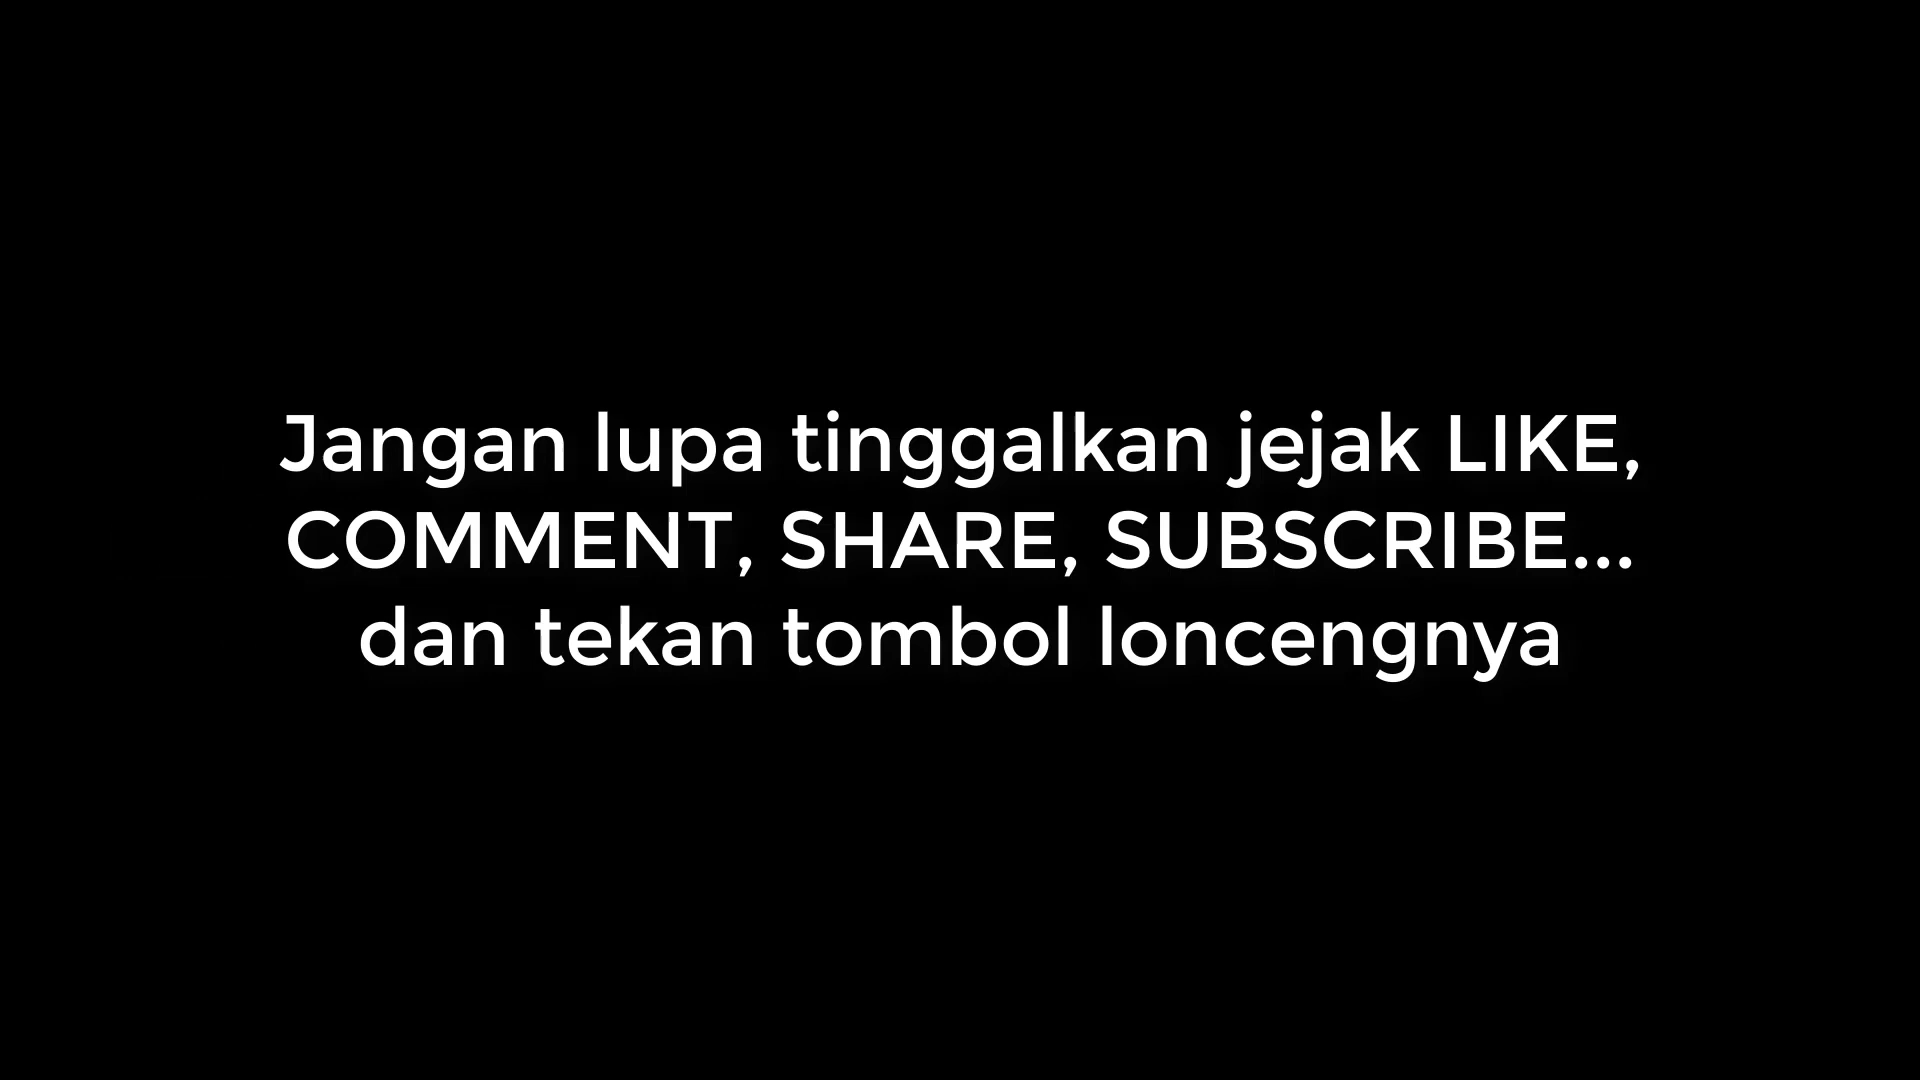 Jangan lupa tinggalkan jejak LIKE,
COMMENT, SHARE, SUBSCRIBE...
dan tekan tombol loncengnya